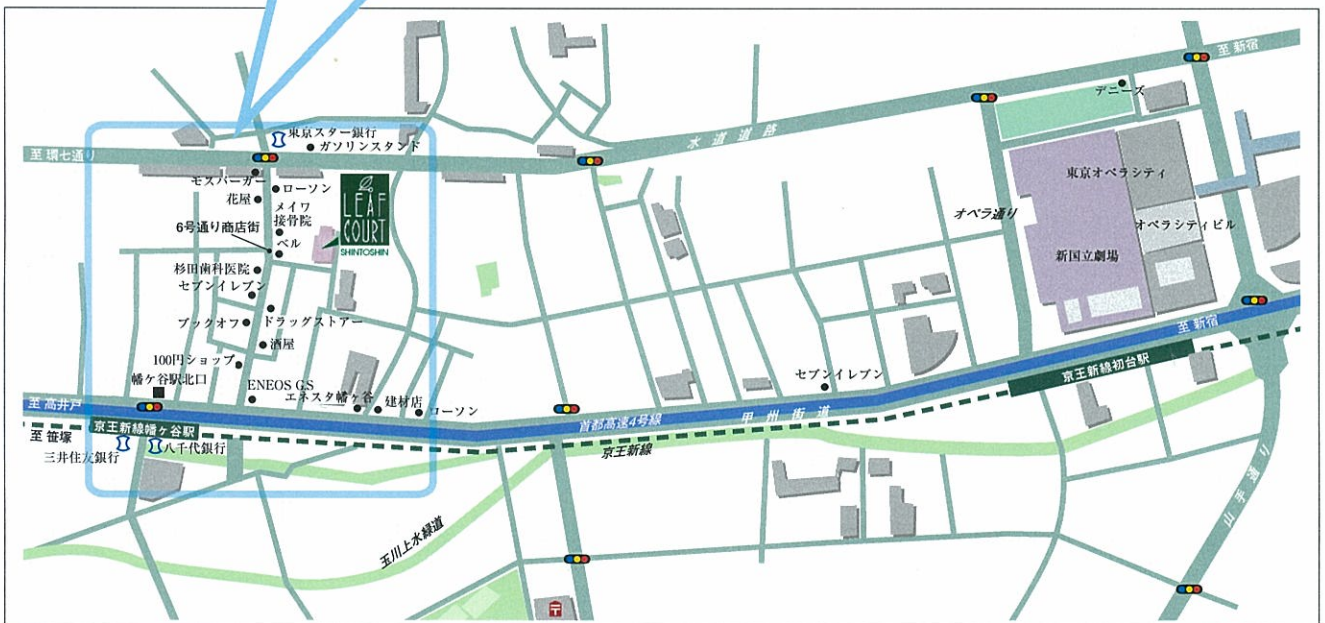 至 新宿
デニーズ
東京スター銀行
ガソリンスタンド
水道道路
至 環七通り
モスバーガー
ローソン
花屋
メイワ
接骨院
LEAF
COURT
SHINTOSHIN
6号通り商店街
ベル
杉田歯科医院
セブンイレブン
ブックオフ
ドラッグストアー
酒屋
100円ショップ
幡ケ谷駅北口
ENEOS G.S
エネスタ幡ヶ谷
建材店
ローソン
東京オペラシティ
オペラ通り
オペラシティビル
新国立劇場
至 新宿
セブンイレブン
京王新線初台駅
至 高井戸
首都高速4号線
甲州街道
京王新線幡ヶ谷駅
至 笹塚
三井住友銀行
八千代銀行
京王新線
玉川上水緑道
山手通り
〒